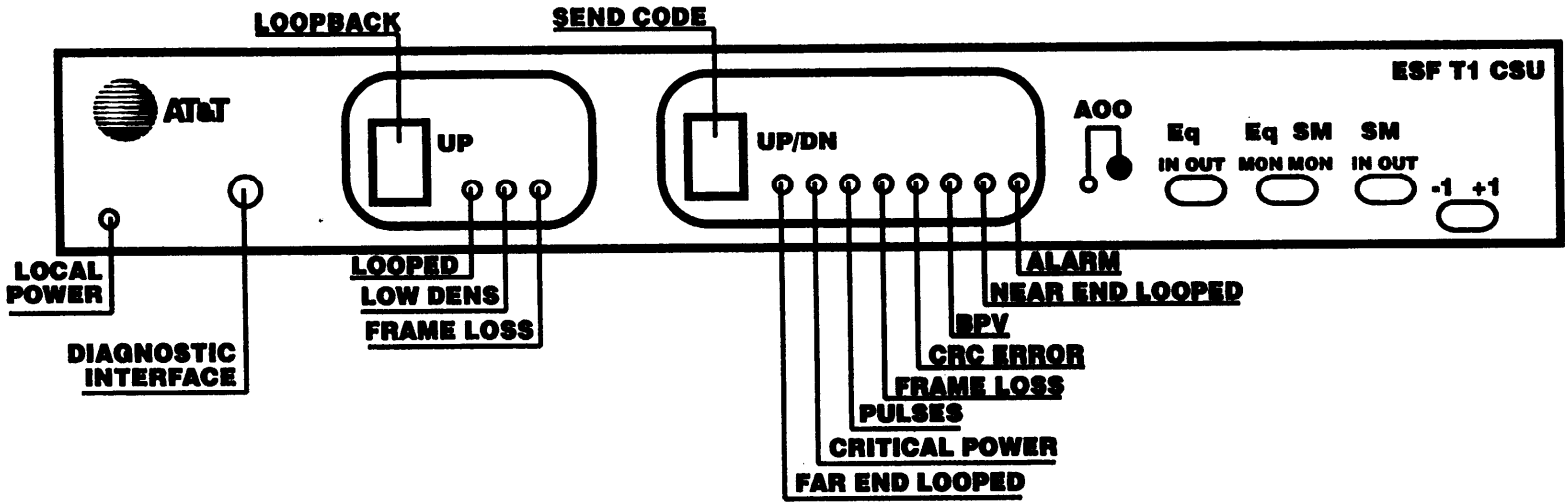 LOOPBACK
SEND CODE
AT&T
UP
UP/DN
ESF T1 CSU
AOO
Eq
Eq SM
SM
IN OUT
MON MON
IN OUT
-1 +1
LOCAL
POWER
DIAGNOSTIC
INTERFACE
LOOPED
LOW DENS
FRAME LOSS
ALARM
NEAR END LOOPED
BPV
CRC ERROR
FRAME LOSS
PULSES
CRITICAL POWER
FAR END LOOPED